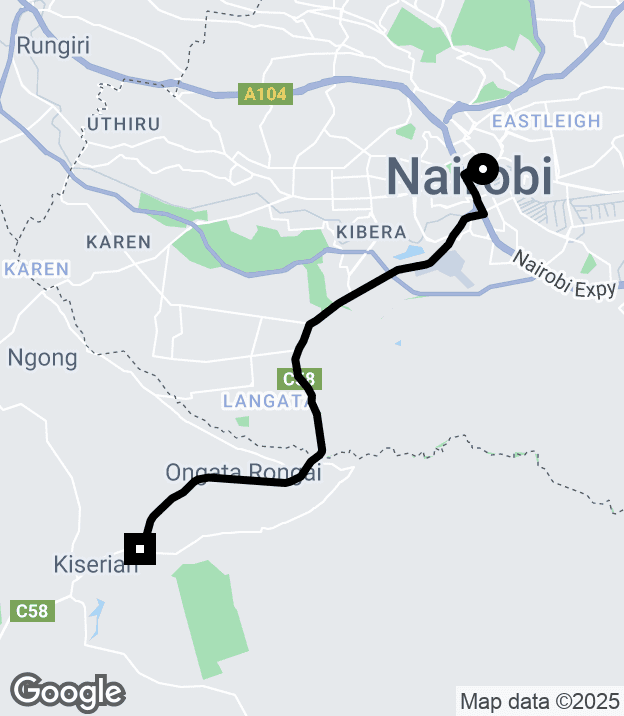 Rungiri
A104
UTHIRU
EASTLEIGH
Nairobi
KIBERA
KAREN
KAREN
Nairobi Expy
Ngong
C58
LANGATA
Ongata Rongai
Kiserian
C58
Google
Map data ©2025